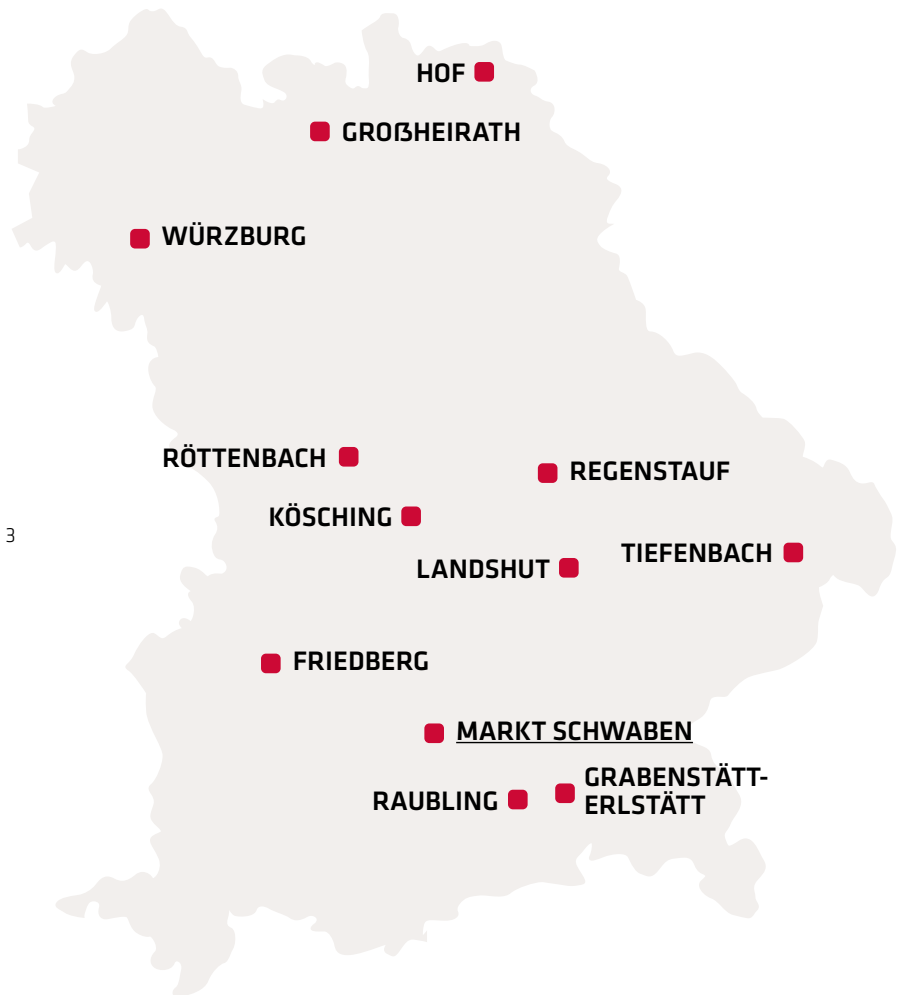 HOF
GROẞHEIRATH
WÜRZBURG
RÖTTENBACH
REGENSTAUF
KÖSCHING
3
TIEFENBACH
LANDSHUT
FRIEDBERG
MARKT SCHWABEN
GRABENSTÄTT-
ERLSTÄTT
RAUBLING